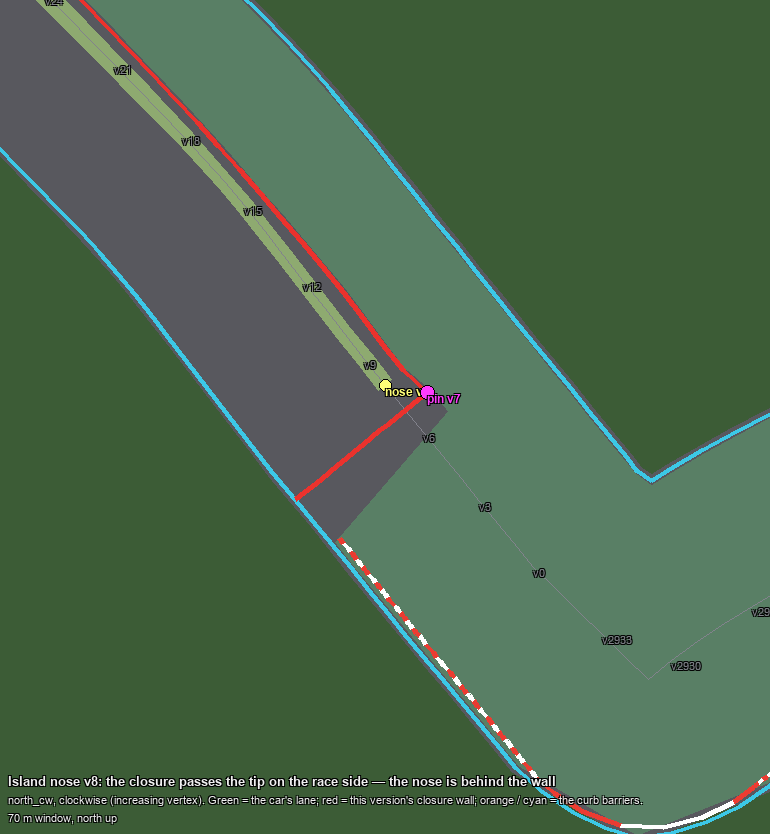 v24
v21
v18
v15
v12
v9
nose v
pin v7
v6
v3
v0
v2933
v2930
v29
Island nose v8: the closure passes the tip on the race side — the nose is behind the wall
north_cw, clockwise (increasing vertex). Green = the car's lane; red = this version's closure wall; orange / cyan = the curb barriers.
70 m window, north up